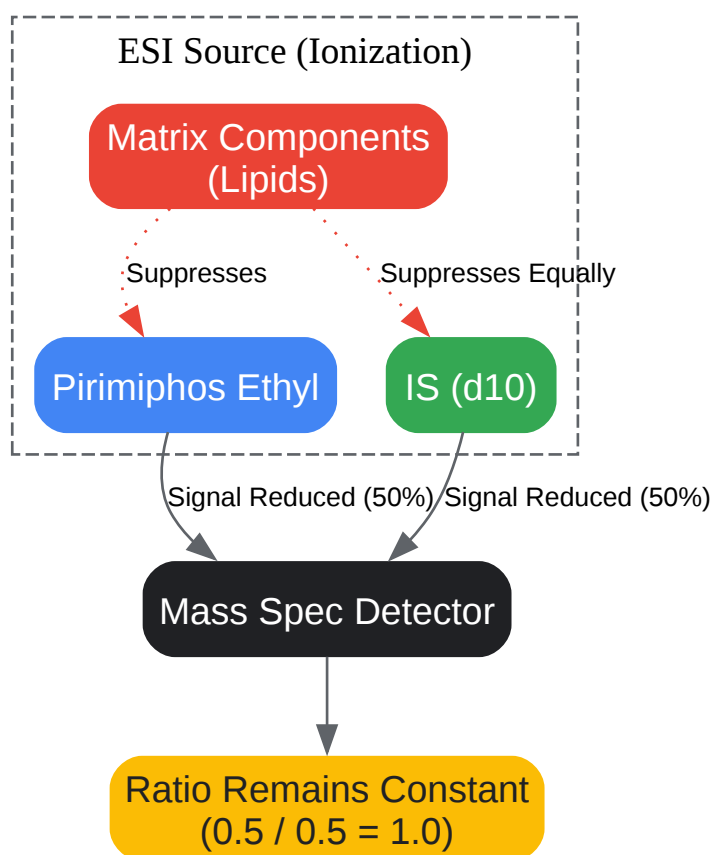 ESI Source (Ionization)
Matrix Components
(Lipids)
Suppresses
Suppresses Equally
Pirimiphos Ethyl
IS (d10)
Signal Reduced (50%)
Signal Reduced (50%)
Mass Spec Detector
Ratio Remains Constant
(0.5 / 0.5 = 1.0)